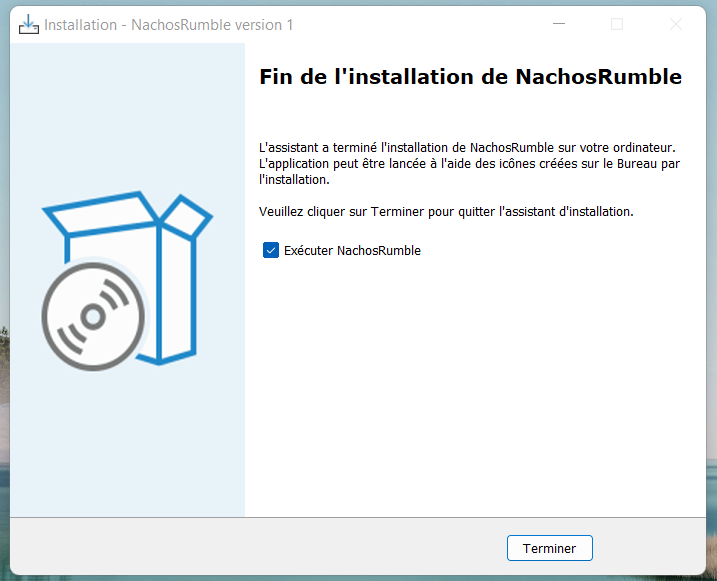 Installation - NachosRumble version 1
Fin de l'installation de NachosRumble
L'assistant a terminé l'installation de NachosRumble sur votre ordinateur.
L'application peut être lancée à l'aide des icônes créées sur le Bureau par
l'installation.
Veuillez cliquer sur Terminer pour quitter l'assistant d'installation.
Exécuter NachosRumble
Terminer